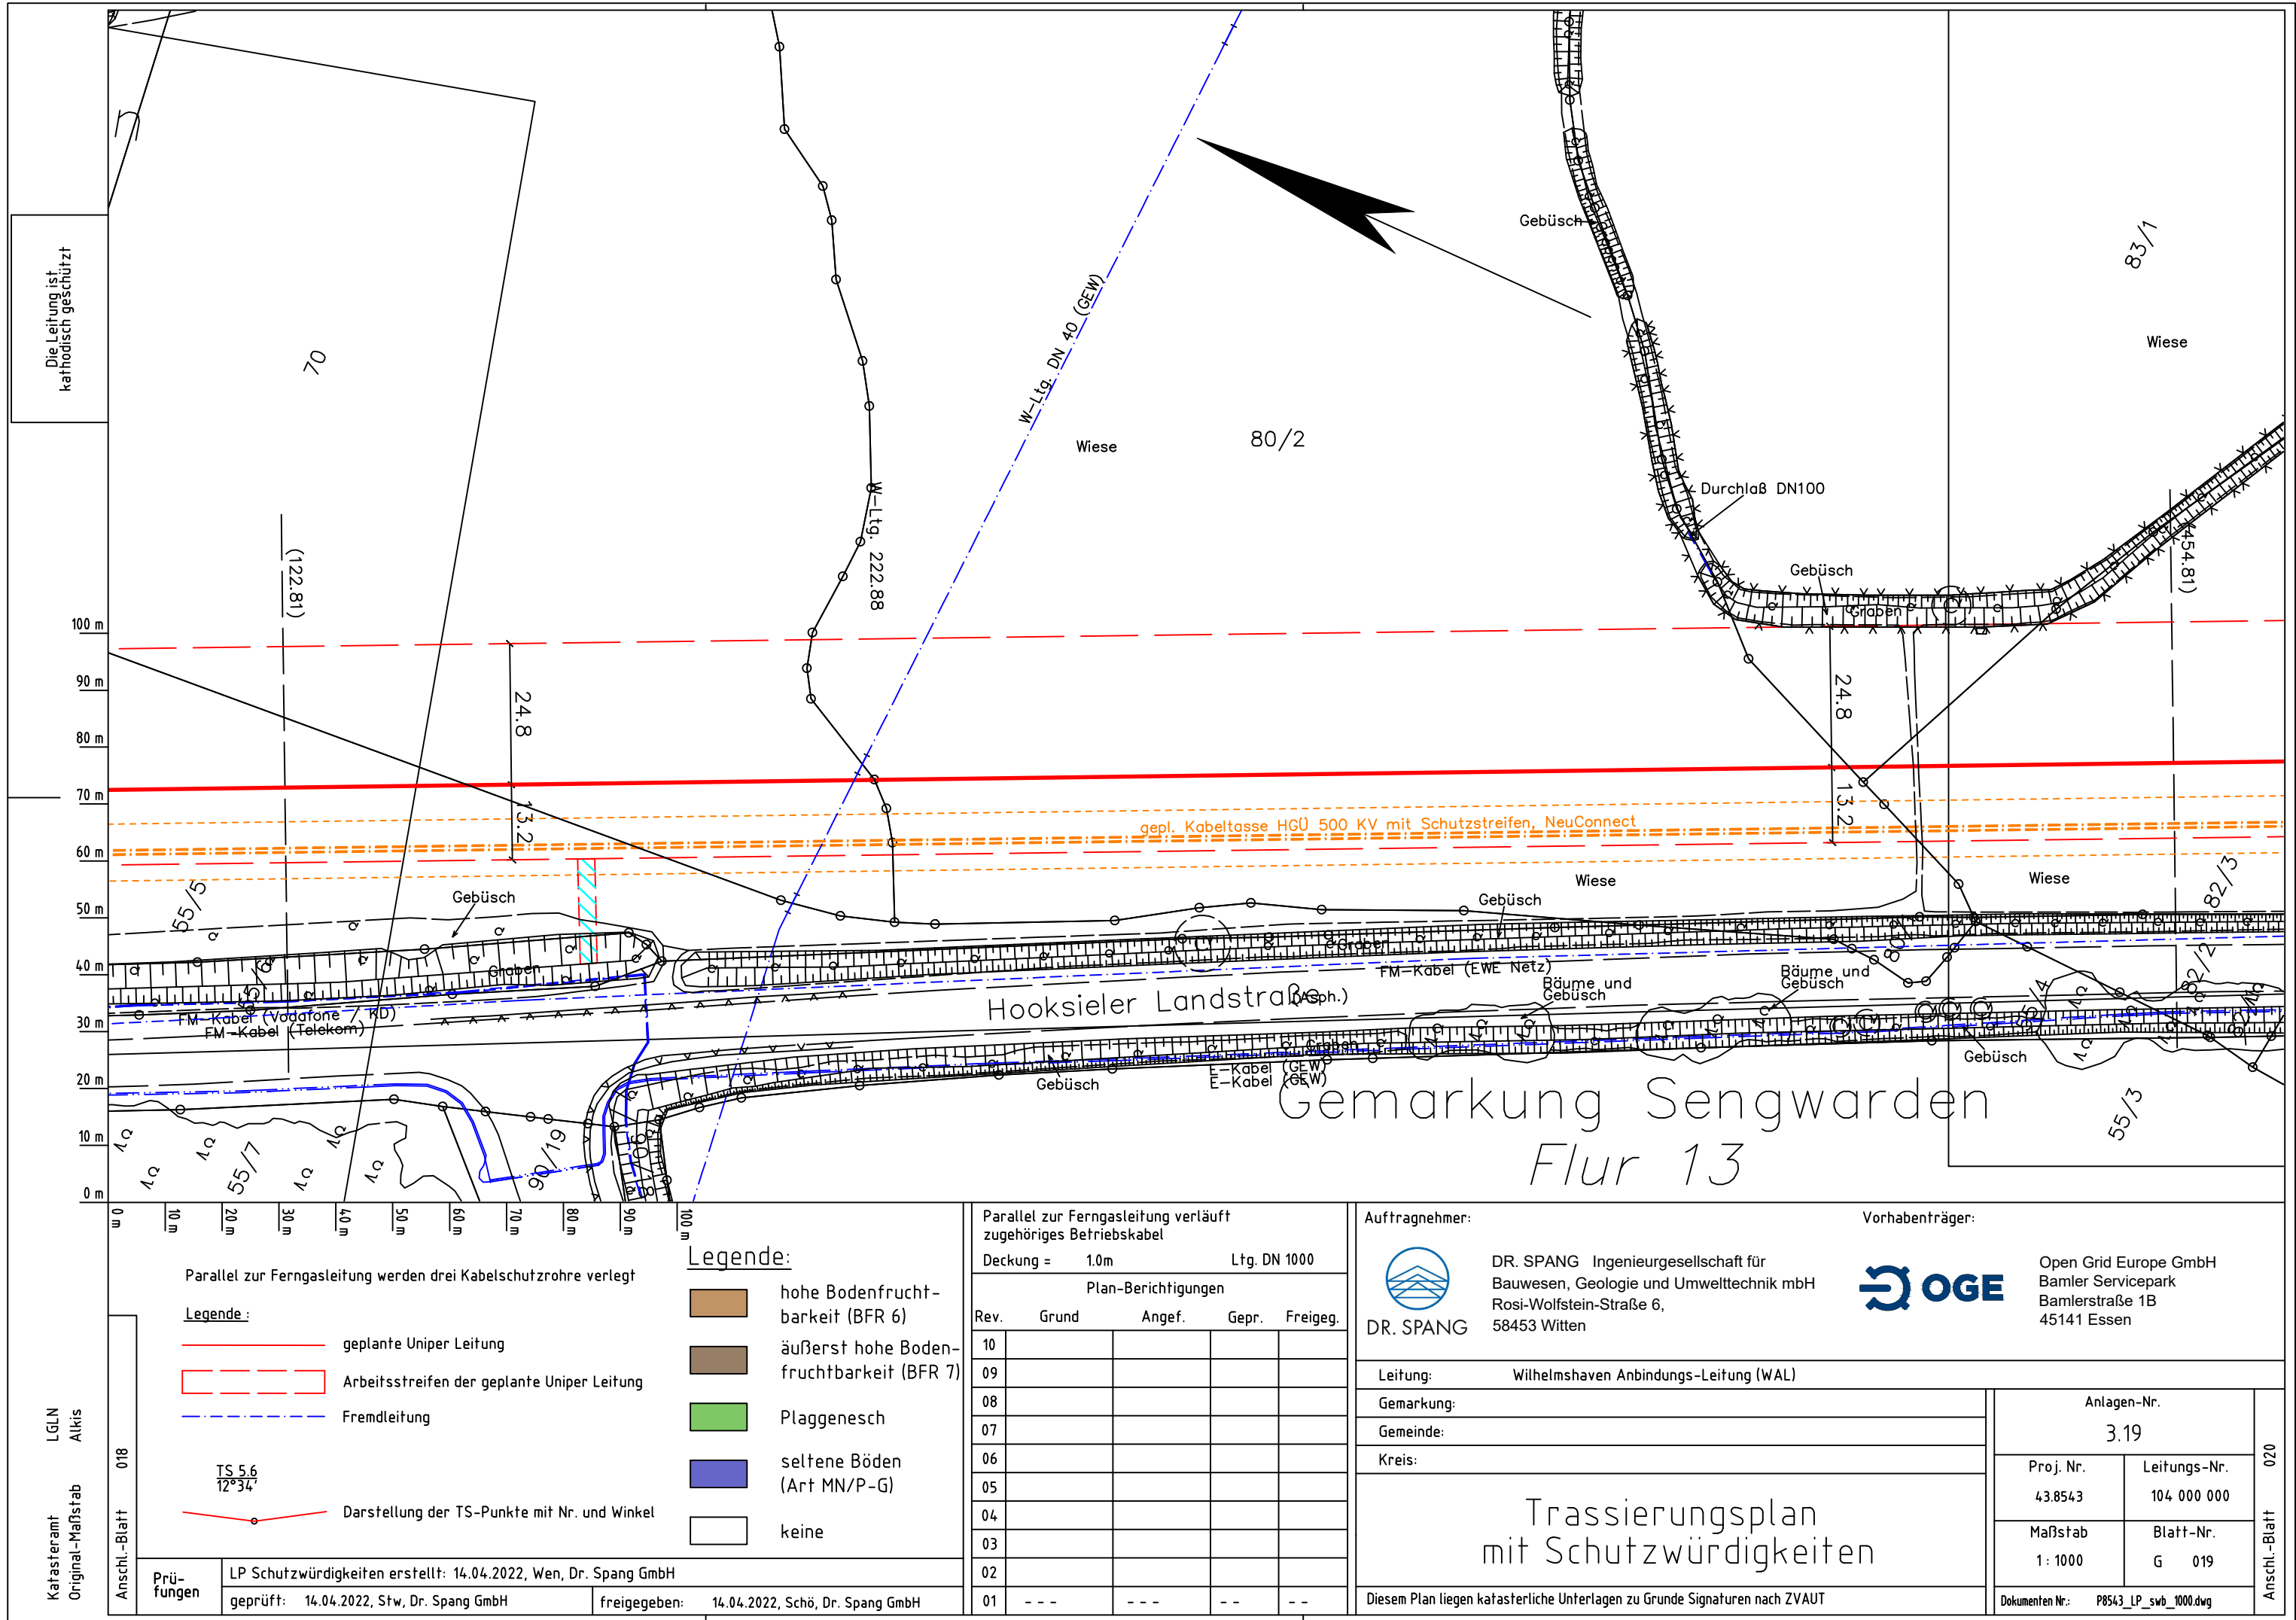 Die Leitung ist
kathodisch geschützt
70
(122.81)
W-Ltg. 222.88
W-Ltg. DN 40 (GEW)
Wiese
80/2
Gebüsch
83/1
Wiese
Durchlaß DN100
Gebüsch
Graben
454.81)
100 m
90 m
80 m
70 m
60 m
50 m
40 m
30 m
20 m
10 m
0 m
24.8
13.2
24.8
13.2
gepl. Kabeltasse HGÜ 500 KV mit Schutzstreifen, NeuConnect
55/5
Gebüsch
Wiese
Wiese
82/3
Gebüsch
Graben
Graben
55/6
80/2
82/2
FM-Kabel (EWE Netz)
Bäume und
Gebüsch
Bäume und
Gebüsch
Hooksieler Landstraße
(Asph.)
FM-Kabel (Vodafone / KD)
FM-Kabel (Telekom)
55/4
Graben
Gebüsch
Gebüsch
E-Kabel (GEW)
E-Kabel (GEW)
Gemarkung Sengwarden
Flur 13
55/3
55/7
90/19
90/18
0 m
10 m
20 m
30 m
40 m
50 m
60 m
70 m
80 m
90 m
100 m
Parallel zur Ferngasleitung werden drei Kabelschutzrohre verlegt
Legende :
geplante Uniper Leitung
Arbeitsstreifen der geplante Uniper Leitung
Fremdleitung
TS 5.6
12°34'
Darstellung der TS-Punkte mit Nr. und Winkel
Legende:
hohe Bodenfrucht-
barkeit (BFR 6)
äußerst hohe Boden-
fruchtbarkeit (BFR 7)
Plaggenesch
seltene Böden
(Art MN/P-G)
keine
Katasteramt LGLN
Original-Maßstab Alkis
Anschl.-Blatt 018
Prü-
fungen
LP Schutzwürdigkeiten erstellt: 14.04.2022, Wen, Dr. Spang GmbH
geprüft: 14.04.2022, Stw, Dr. Spang GmbH
freigegeben: 14.04.2022, Schö, Dr. Spang GmbH
Parallel zur Ferngasleitung verläuft
zugehöriges Betriebskabel
Deckung = 1.0m Ltg. DN 1000
Plan-Berichtigungen
Rev. Grund Angef. Gepr. Freigeg.
10
09
08
07
06
05
04
03
02
01 --- --- -- --
Auftragnehmer:
DR. SPANG
DR. SPANG Ingenieurgesellschaft für
Bauwesen, Geologie und Umwelttechnik mbH
Rosi-Wolfstein-Straße 6,
58453 Witten
Vorhabenträger:
OGE
Open Grid Europe GmbH
Bamler Servicepark
Bamlerstraße 1B
45141 Essen
Leitung: Wilhelmshaven Anbindungs-Leitung (WAL)
Gemarkung:
Gemeinde:
Kreis:
Trassierungsplan
mit Schutzwürdigkeiten
Diesem Plan liegen katasterliche Unterlagen zu Grunde Signaturen nach ZVAUT
Anlagen-Nr.
3.19
Proj. Nr. Leitungs-Nr.
43.8543 104 000 000
Maßstab Blatt-Nr.
1 : 1000 G 019
Dokumenten Nr.: P8543_LP_swb_1000.dwg
Anschl.-Blatt 020